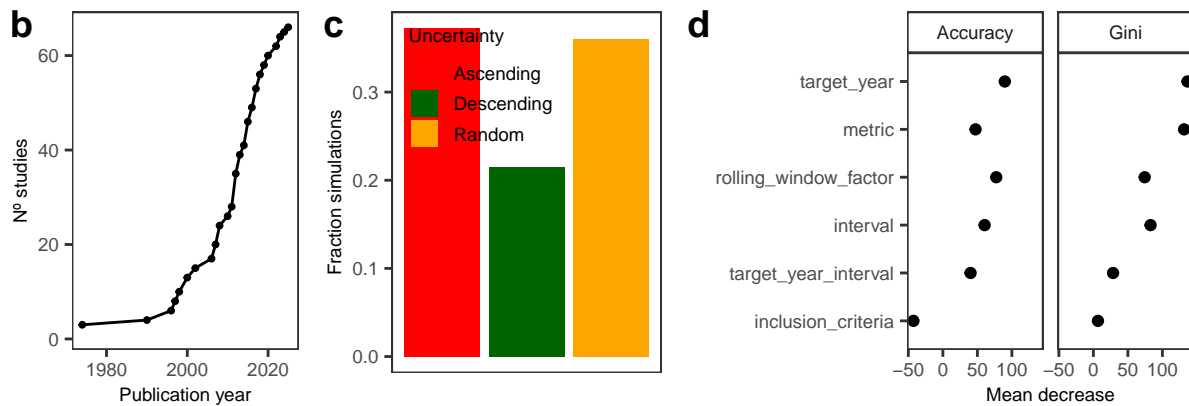 b
Nº studies
60
40
20
0
1980
2000
2020
Publication year
c
Fraction simulations
0.3
0.2
0.1
0.0
Uncertainty
Ascending
Descending
Random
d
Accuracy
Gini
target_year
metric
rolling_window_factor
interval
target_year_interval
inclusion_criteria
−50 0 50 100
−50 0 50 100
Mean decrease